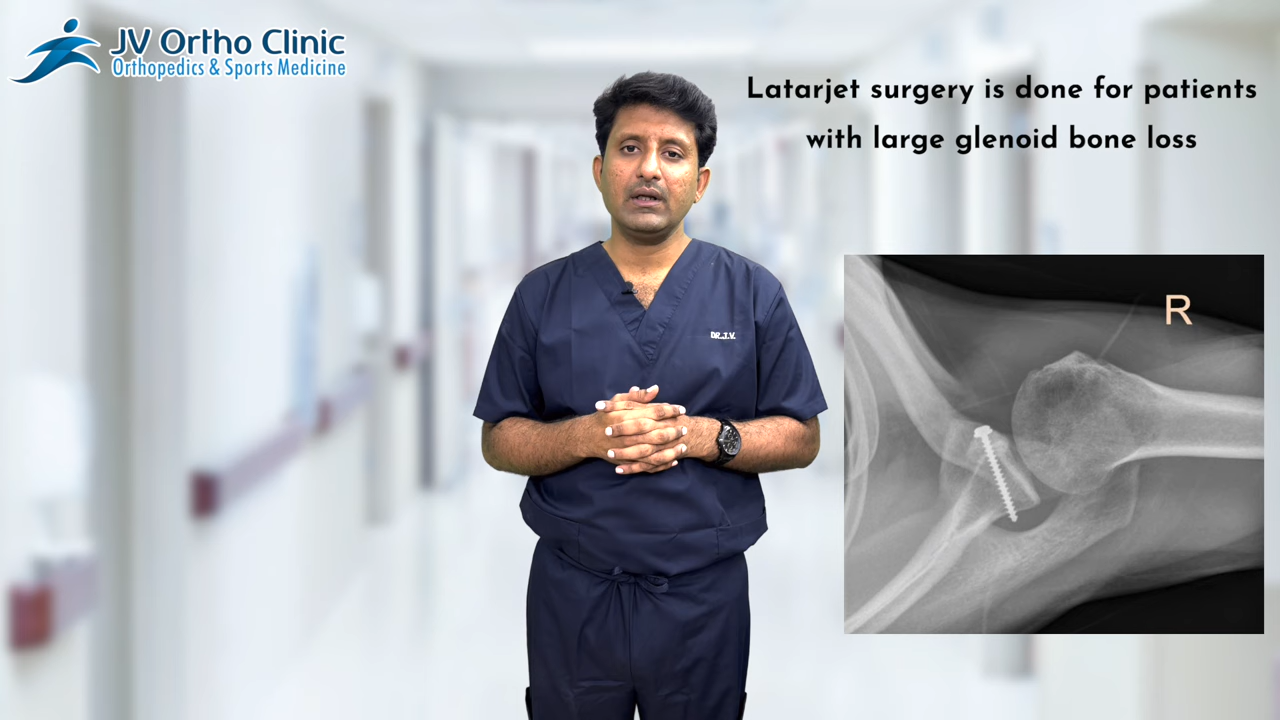 JV Ortho Clinic
Orthopedics & Sports Medicine
Latarjet surgery is done for patients
with large glenoid bone loss
R
DR.J.V.